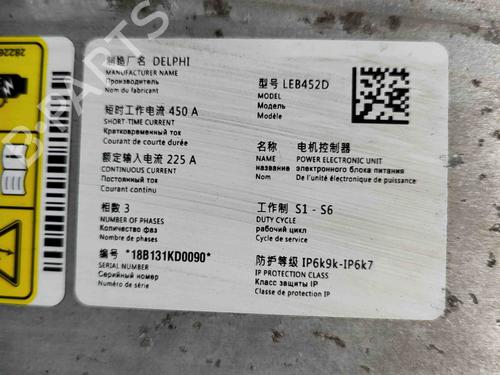 28226
制造厂名 DELPHI
MANUFACTURER NAME
Производитель
Nom du fabricant
型号 LEB452D
MODEL
Модель
Modèle
短时工作电流 450 A
SHORT-TIME CURRENT
Кратковременный ток
Courant de courte durée
名称 电机控制器
NAME POWER ELECTRONIC UNIT
название электронного блока питания
Nom De l'unité électronique de puissance
额定输入电流 225 A
CONTINUOUS CURRENT
Постоянный ток
Courant continu
相数 3
NUMBER OF PHASES
Количество фаз
Nombre de phases
工作制 S1 - S6
DUTY CYCLE
рабочий цикл
Cycle de service
编号 *18B131KD0090*
SERIAL NUMBER
Серийный номер
Numéro de série
防护等级 IP6k9k-IP6k7
IP PROTECTION CLASS
Класс защиты IP
Classe de protection IP
B-PARTS